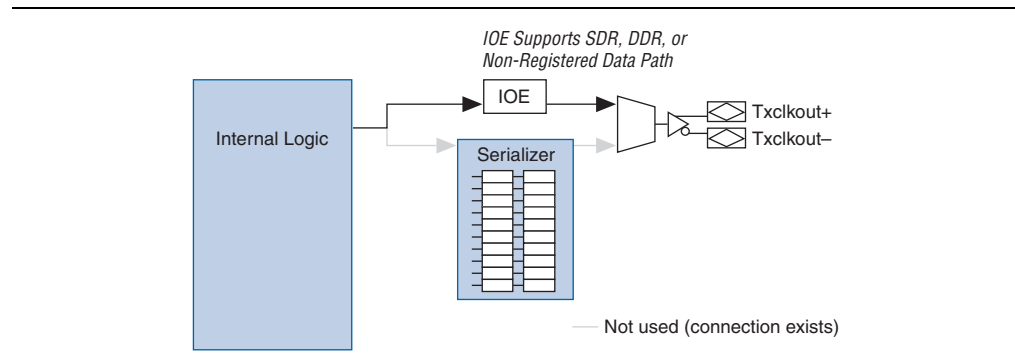 IOE Supports SDR, DDR, or
Non-Registered Data Path
IOE
Internal Logic
Txclkout+
Txclkout–
Serializer
Not used (connection exists)